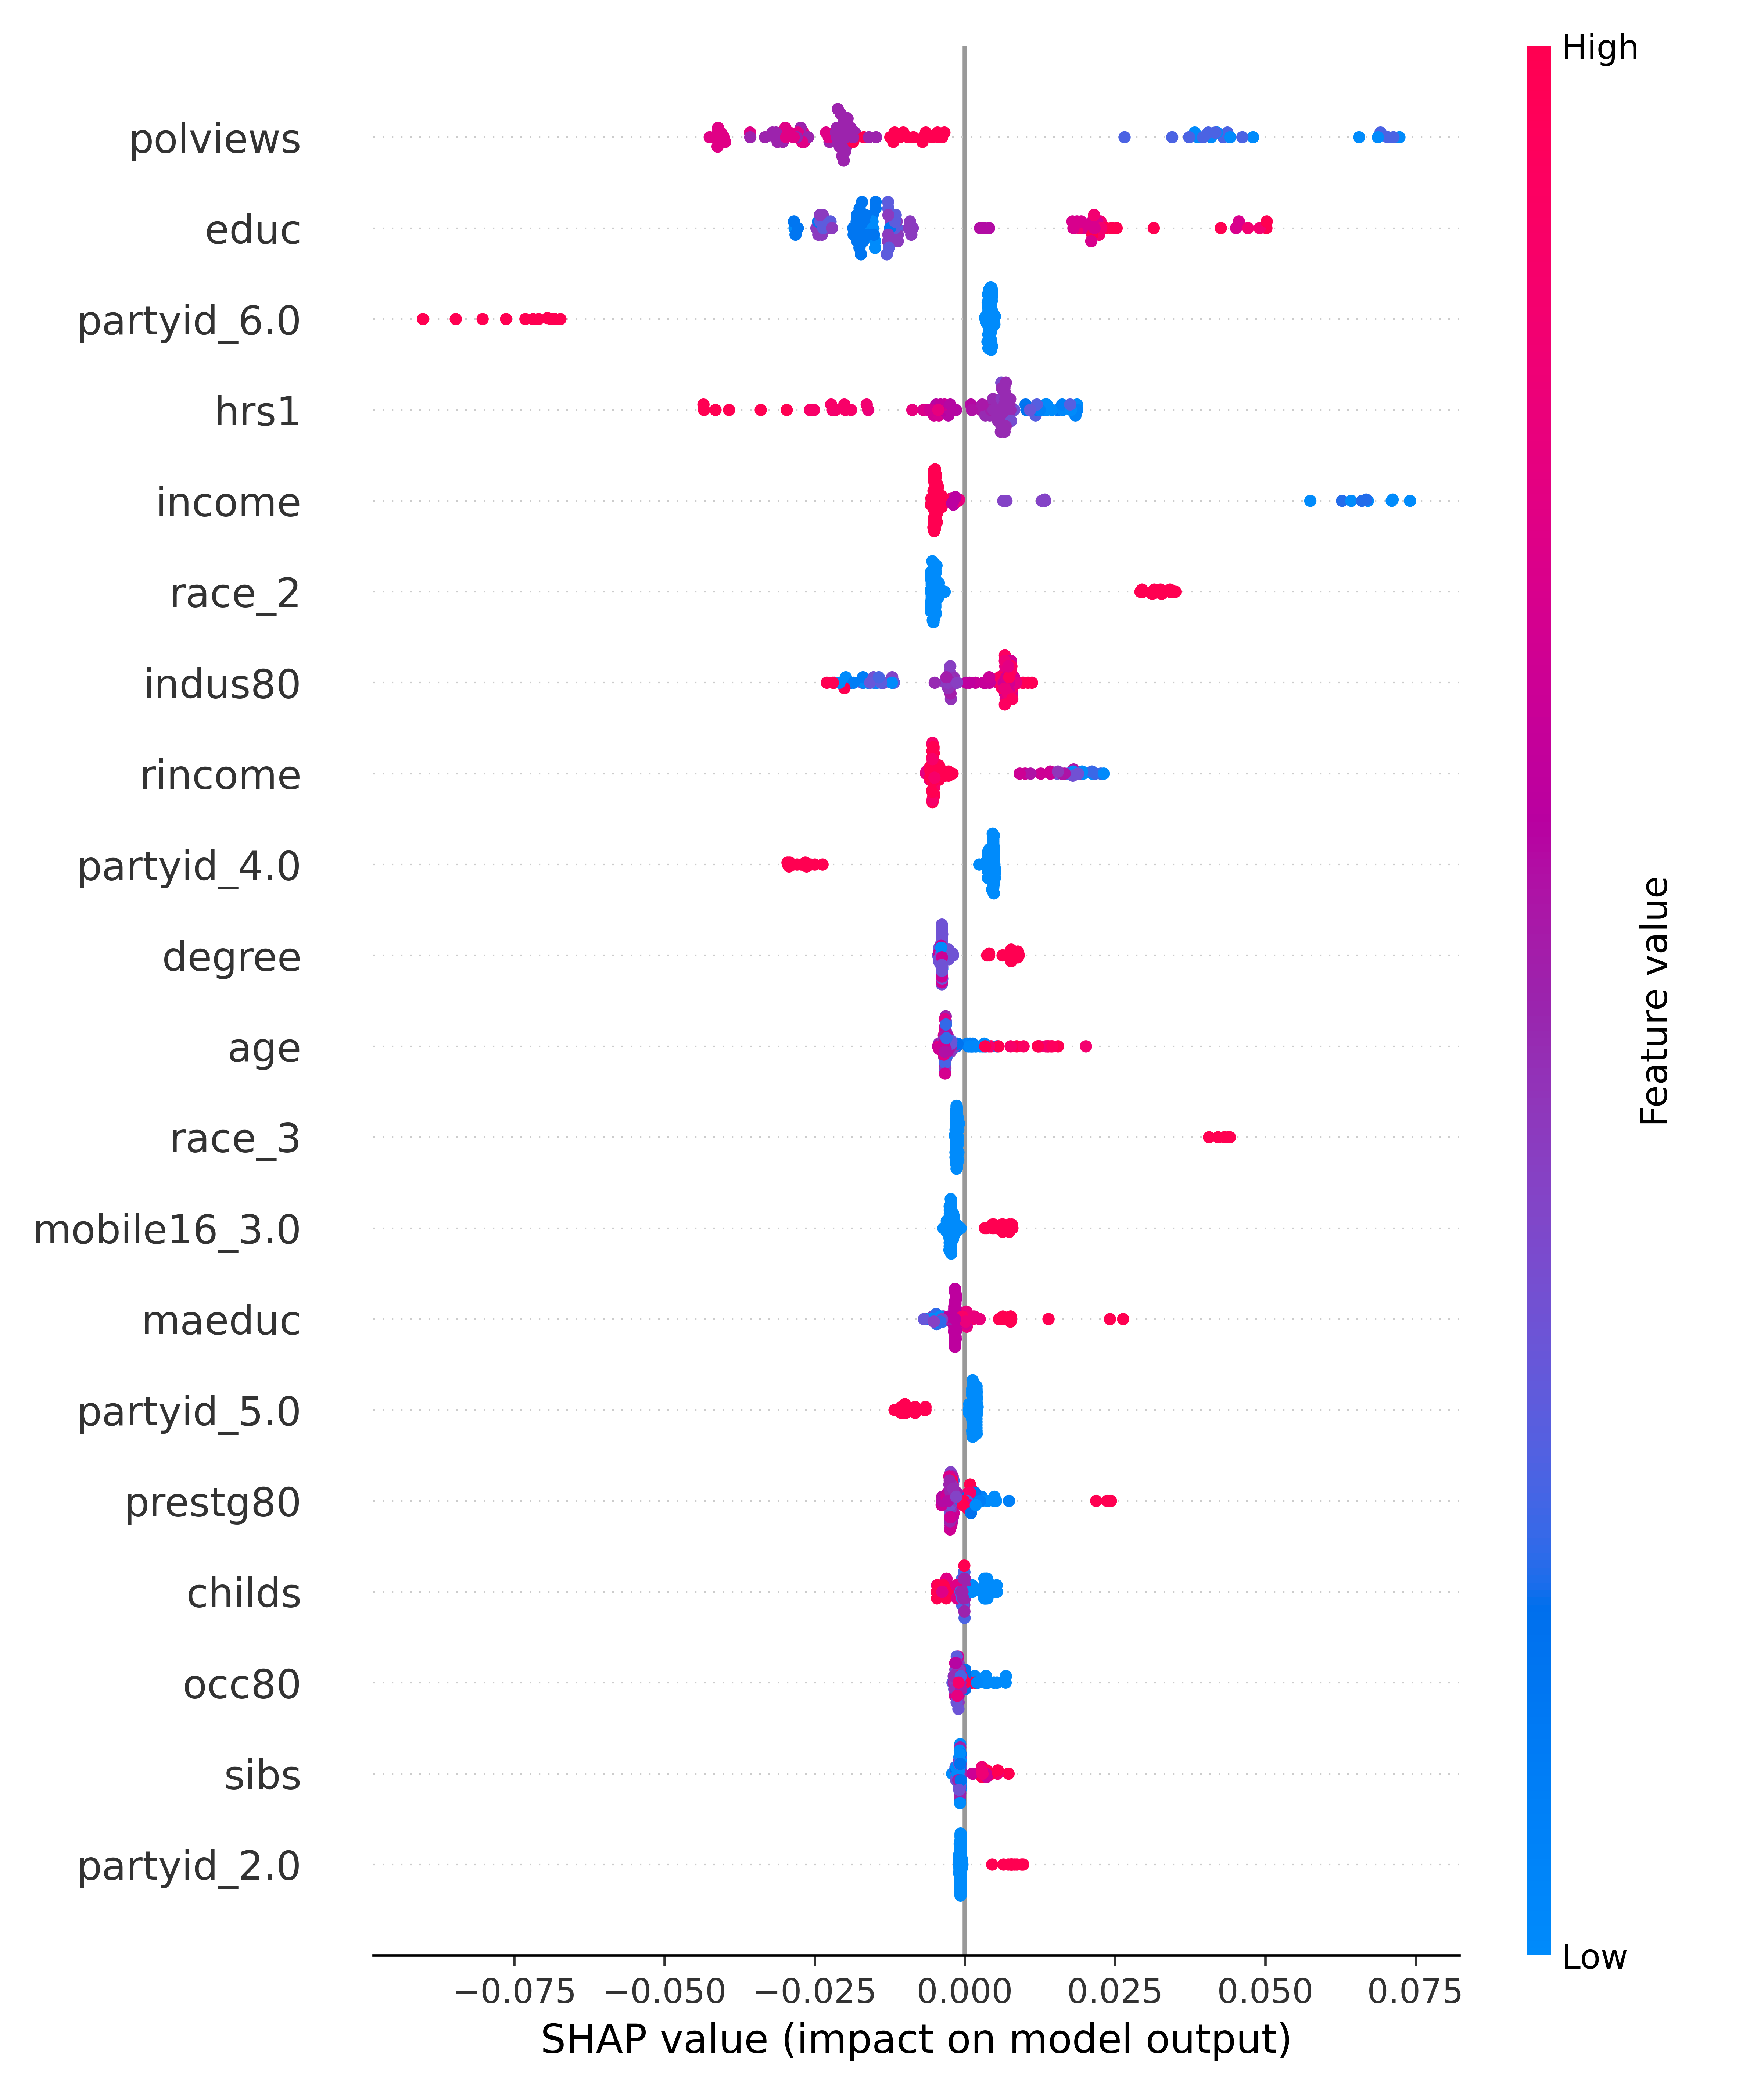 High
polviews
educ
partyid_6.0
hrs1
income
race_2
indus80
rincome
partyid_4.0
degree
age
race_3
mobile16_3.0
maeduc
partyid_5.0
prestg80
childs
occ80
sibs
partyid_2.0
Feature value
Low
−0.075 −0.050 −0.025 0.000 0.025 0.050 0.075
SHAP value (impact on model output)